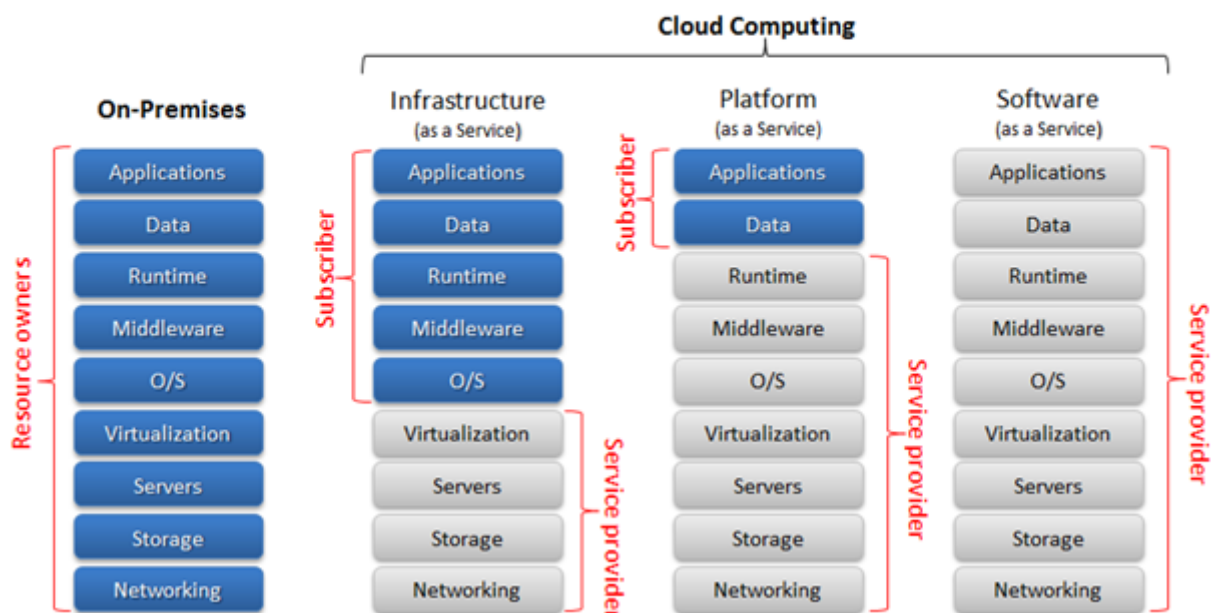 Cloud Computing
On-Premises
Resource owners
Applications
Data
Runtime
Middleware
O/S
Virtualization
Servers
Storage
Networking
Infrastructure
(as a Service)
Subscriber
Applications
Data
Runtime
Middleware
O/S
Virtualization
Servers
Storage
Networking
Service provider
Platform
(as a Service)
Subscriber
Applications
Data
Runtime
Middleware
O/S
Virtualization
Servers
Storage
Networking
Service provider
Software
(as a Service)
Applications
Data
Runtime
Middleware
O/S
Virtualization
Servers
Storage
Networking
Service provider